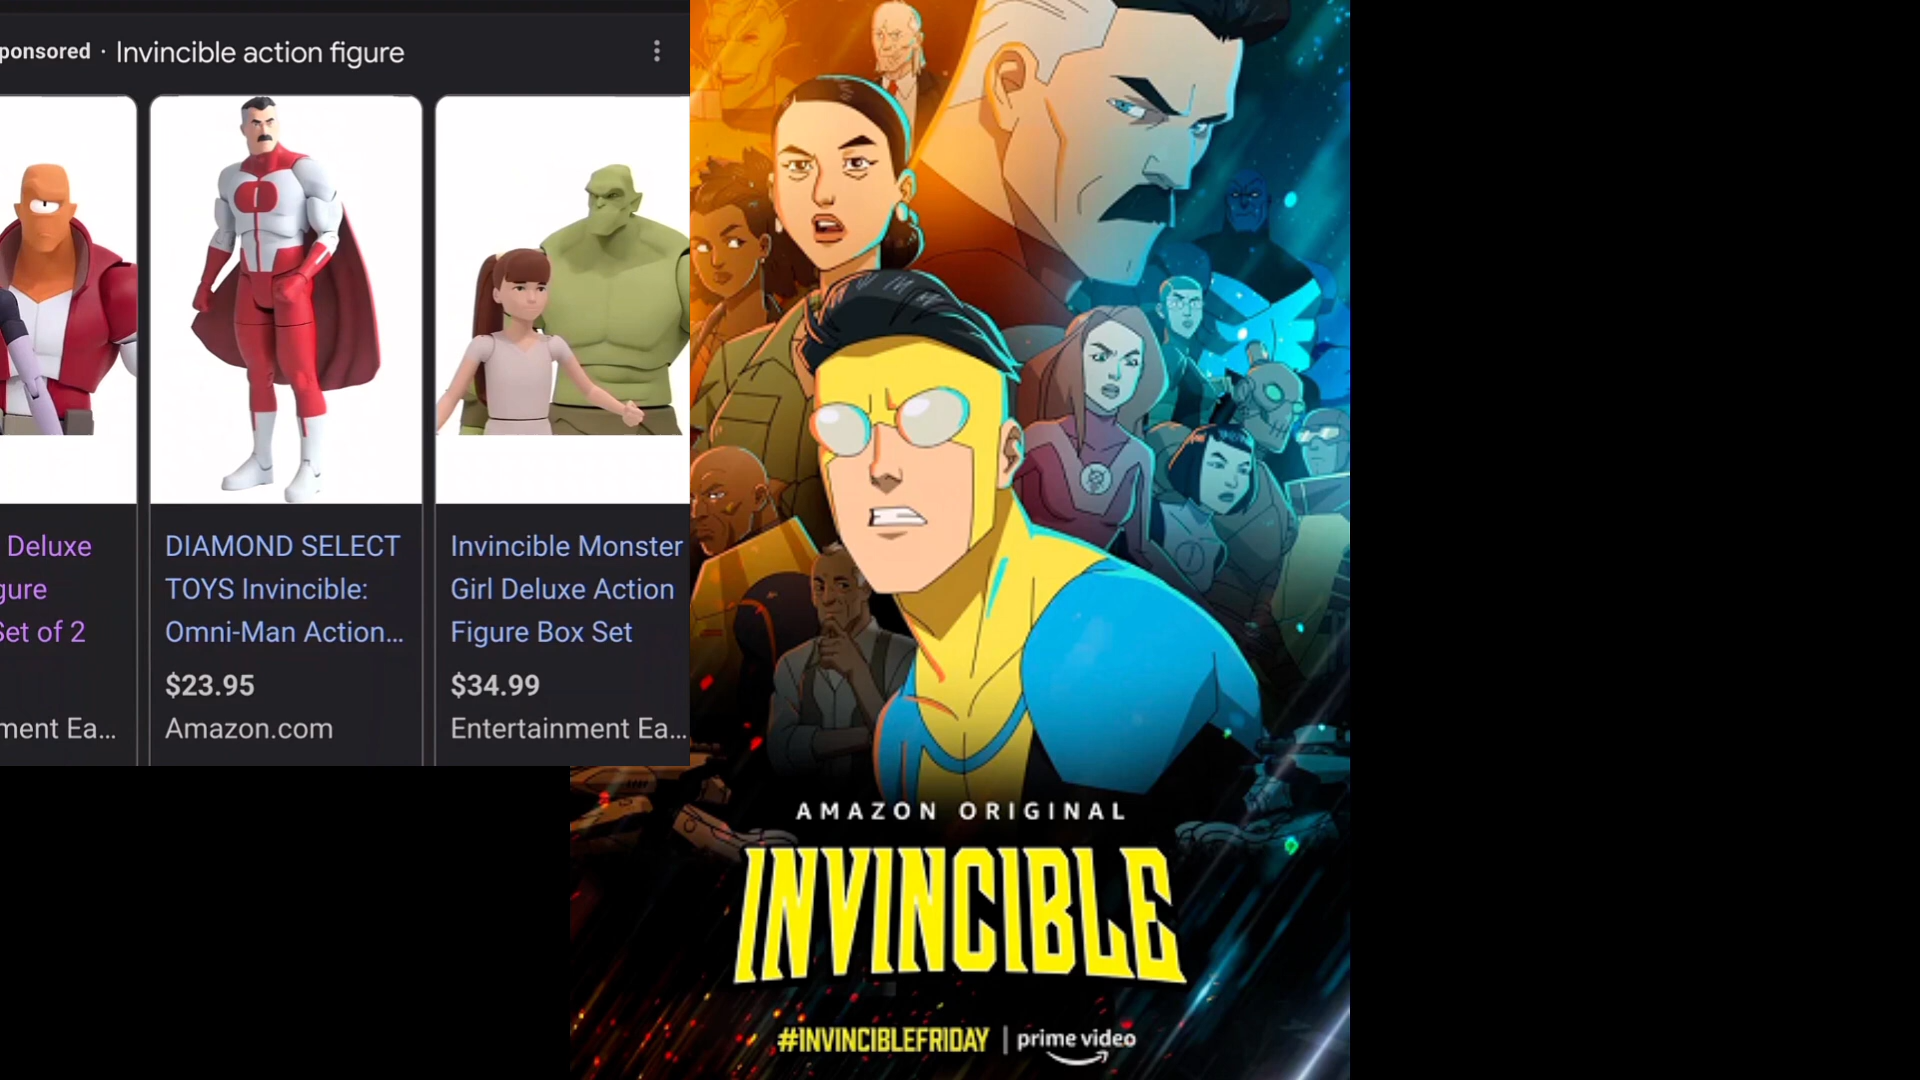 ponsored · Invincible action figure
Deluxe
gure
Set of 2
ment Ea...
DIAMOND SELECT
TOYS Invincible:
Omni-Man Action...
$23.95
Amazon.com
Invincible Monster
Girl Deluxe Action
Figure Box Set
$34.99
Entertainment Ea...
AMAZON ORIGINAL
INVINCIBLE
#INVINCIBLEFRIDAY | prime video